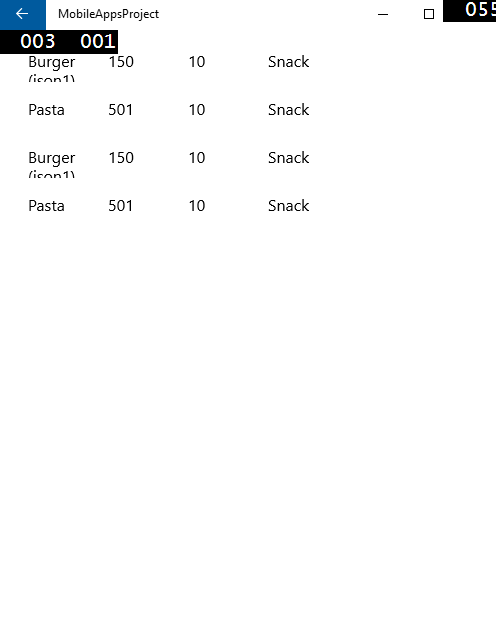 MobileAppsProject
055
003 001
Burger 150 10 Snack
(json1)
Pasta 501 10 Snack
Burger 150 10 Snack
(json1)
Pasta 501 10 Snack